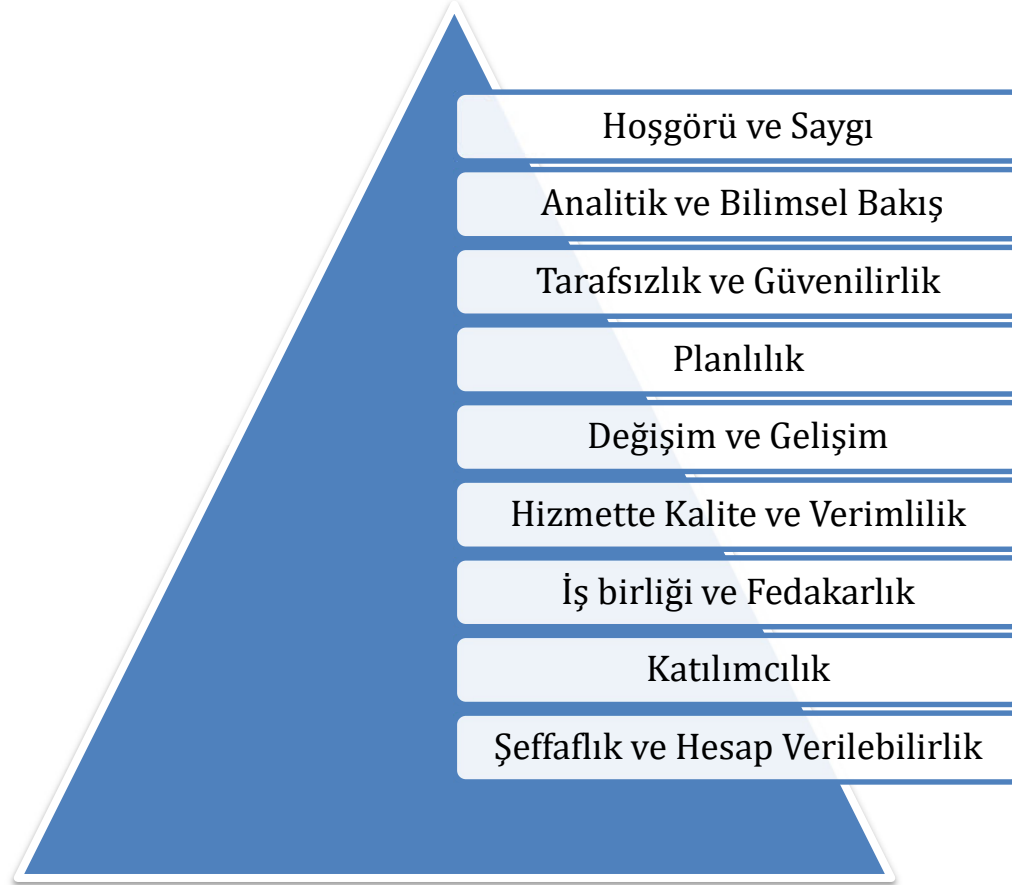 Hoşgörü ve Saygı
Analitik ve Bilimsel Bakış
Tarafsızlık ve Güvenilirlik
Planlılık
Değişim ve Gelişim
Hizmette Kalite ve Verimlilik
İş birliği ve Fedakarlık
Katılımcılık
Şeffaflık ve Hesap Verilebilirlik